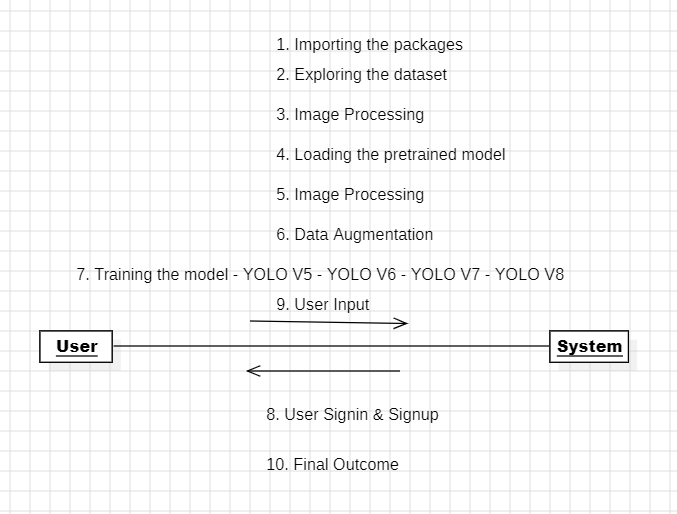 1. Importing the packages
2. Exploring the dataset
3. Image Processing
4. Loading the pretrained model
5. Image Processing
6. Data Augmentation
7. Training the model - YOLO V5 - YOLO V6 - YOLO V7 - YOLO V8
9. User Input
User
System
8. User Signin & Signup
10. Final Outcome